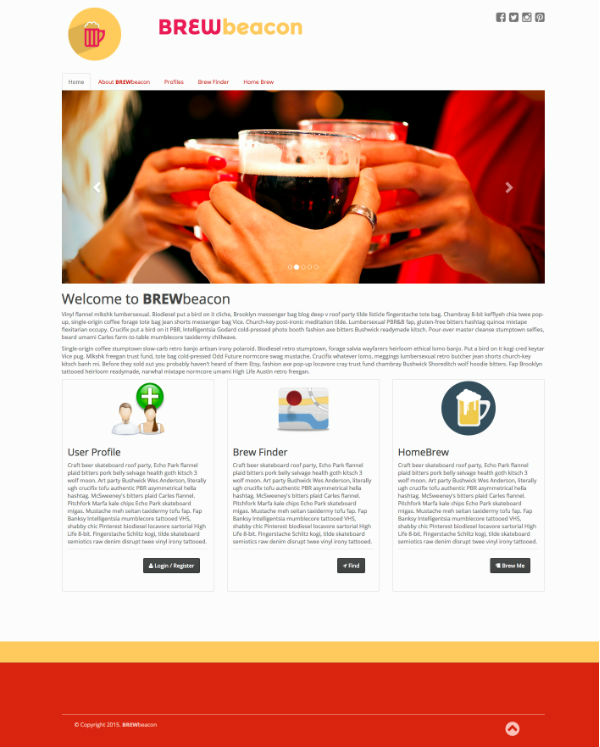 BREWbeacon
Home About BREWbeacon Profiles Brew Finder Home Brew
Welcome to BREWbeacon
Vinyl flannel mlkshk lumbersexual. Biodiesel put a bird on it cliche, Brooklyn messenger bag blog deep v roof party tilde listicle fingerstache tote bag. Chambray 8-bit keffiyeh chia twee pop-
up, single-origin coffee forage tote bag jean shorts messenger bag Vice. Church-key post-ironic meditation tilde. Lumbersexual PBR&B fap, gluten-free bitters hashtag quinoa mixtape
flexitarian occupy. Crucifix put a bird on it PBR, Intelligentsia Godard cold-pressed photo booth fashion axe bitters Bushwick readymade kitsch. Pour-over master cleanse stumptown selfies,
beard umami Carles farm-to-table mumblecore taxidermy chillwave.
Single-origin coffee stumptown slow-carb retro banjo artisan irony polaroid. Biodiesel retro stumptown, forage salvia wayfarers heirloom ethical lomo banjo. Put a bird on it kogi cred keytar
Vice pug. Mlkshk freegan trust fund, tote bag cold-pressed Odd Future normcore swag mustache. Crucifix whatever lomo, meggings lumbersexual retro butcher jean shorts church-key
kitsch banh mi. Before they sold out you probably haven't heard of them Etsy, fashion axe pop-up locavore cray trust fund chambray Bushwick Shoreditch wolf hoodie bitters. Fap Brooklyn
tattooed heirloom readymade, narwhal mixtape normcore umami High Life Austin retro freegan.
User Profile
Craft beer skateboard roof party, Echo Park flannel
plaid bitters pork belly selvage health goth kitsch 3
wolf moon. Art party Bushwick Wes Anderson, literally
ugh crucifix tofu authentic PBR asymmetrical hella
hashtag. McSweeney's bitters plaid Carles flannel.
Pitchfork Marfa kale chips Echo Park skateboard
migas. Mustache meh seitan taxidermy tofu fap. Fap
Banksy Intelligentsia mumblecore tattooed VHS,
shabby chic Pinterest biodiesel locavore sartorial High
Life 8-bit. Fingerstache Schlitz kogi, tilde skateboard
semiotics raw denim disrupt twee vinyl irony tattooed.
Login / Register
Brew Finder
Craft beer skateboard roof party, Echo Park flannel
plaid bitters pork belly selvage health goth kitsch 3
wolf moon. Art party Bushwick Wes Anderson, literally
ugh crucifix tofu authentic PBR asymmetrical hella
hashtag. McSweeney's bitters plaid Carles flannel.
Pitchfork Marfa kale chips Echo Park skateboard
migas. Mustache meh seitan taxidermy tofu fap. Fap
Banksy Intelligentsia mumblecore tattooed VHS,
shabby chic Pinterest biodiesel locavore sartorial High
Life 8-bit. Fingerstache Schlitz kogi, tilde skateboard
semiotics raw denim disrupt twee vinyl irony tattooed.
Find
HomeBrew
Craft beer skateboard roof party, Echo Park flannel
plaid bitters pork belly selvage health goth kitsch 3
wolf moon. Art party Bushwick Wes Anderson, literally
ugh crucifix tofu authentic PBR asymmetrical hella
hashtag. McSweeney's bitters plaid Carles flannel.
Pitchfork Marfa kale chips Echo Park skateboard
migas. Mustache meh seitan taxidermy tofu fap. Fap
Banksy Intelligentsia mumblecore tattooed VHS,
shabby chic Pinterest biodiesel locavore sartorial High
Life 8-bit. Fingerstache Schlitz kogi, tilde skateboard
semiotics raw denim disrupt twee vinyl irony tattooed.
Brew Me
© Copyright 2015, BREWbeacon